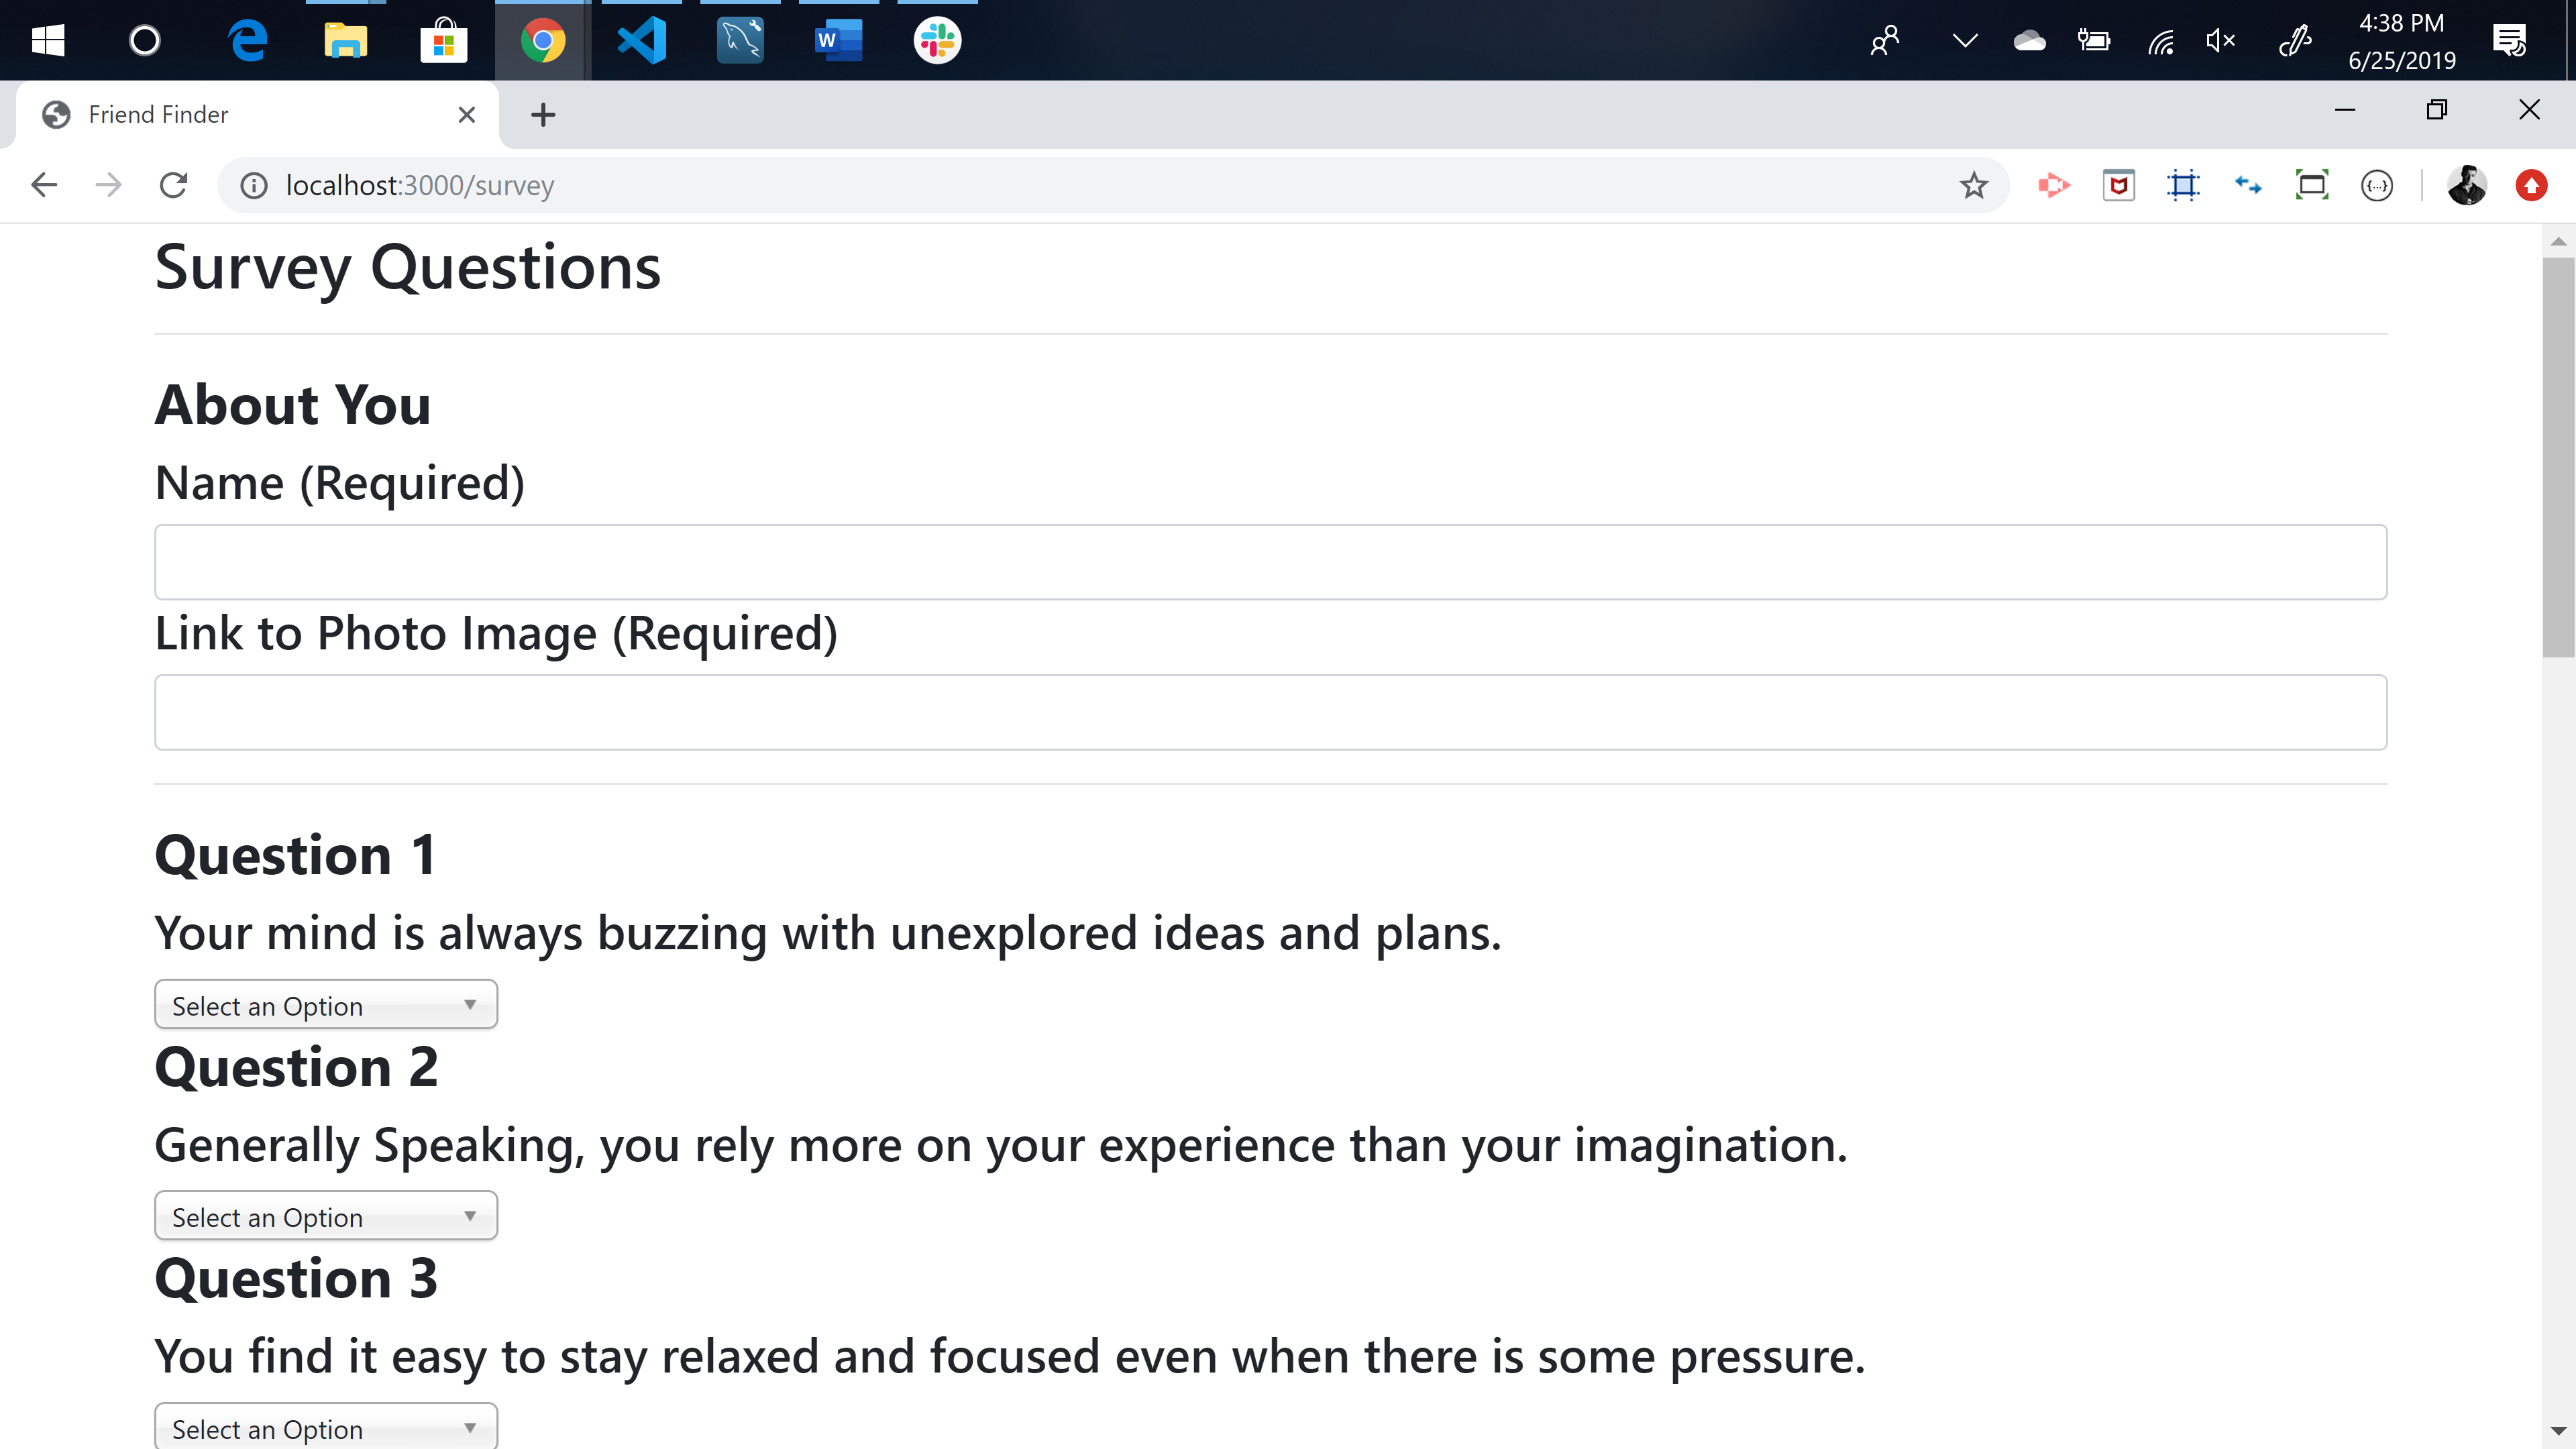 4:38 PM
6/25/2019
Friend Finder
localhost:3000/survey
Survey Questions
About You
Name (Required)
Link to Photo Image (Required)
Question 1
Your mind is always buzzing with unexplored ideas and plans.
Select an Option
Question 2
Generally Speaking, you rely more on your experience than your imagination.
Select an Option
Question 3
You find it easy to stay relaxed and focused even when there is some pressure.
Select an Option